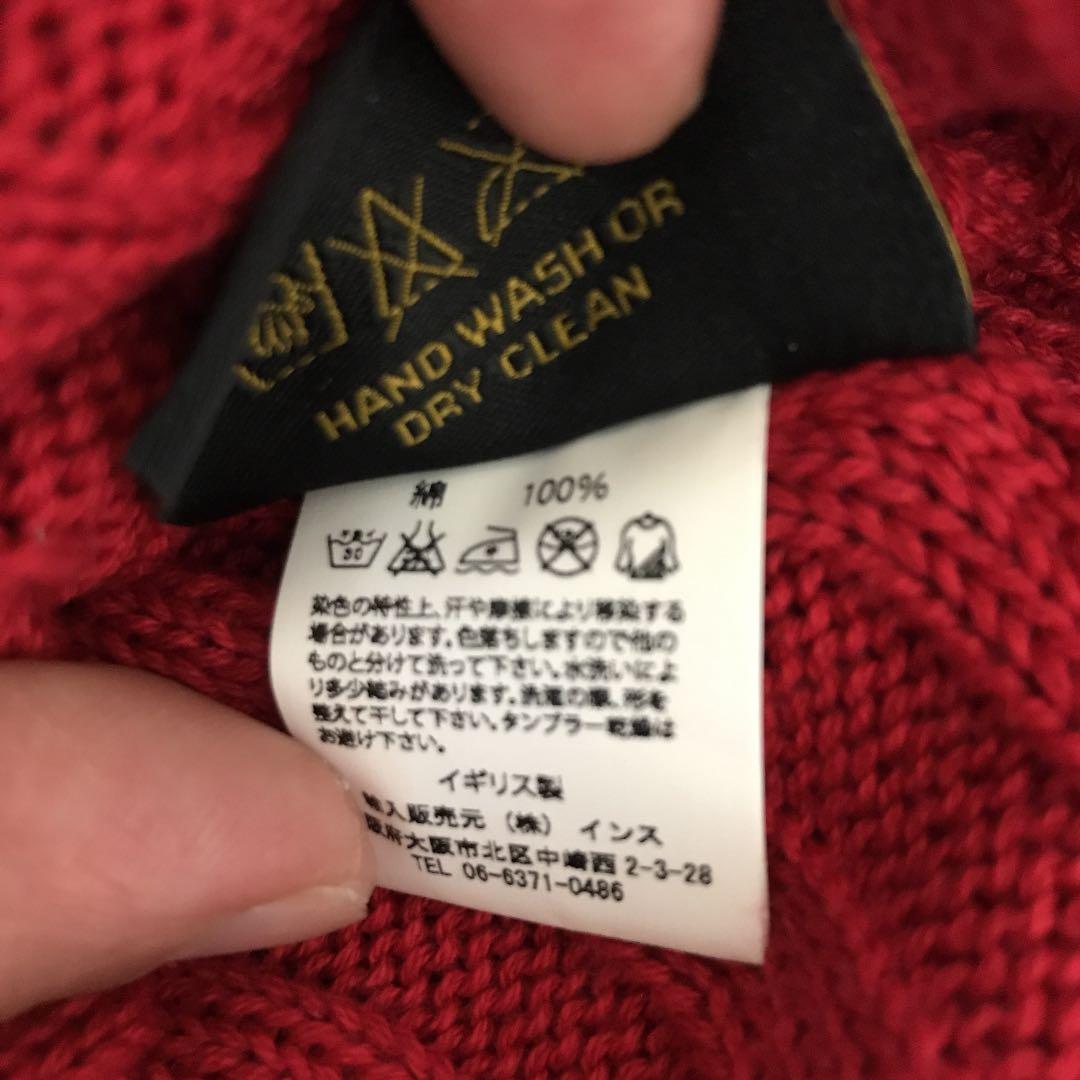 HAND WASH OR
DRY CLEAN
綿 100%
30
染色の特性上、汗や摩擦により移染する
場合があります。色落ちしますので他の
ものと分けて洗って下さい。水洗いによ
り多少縮みがあります。洗濯の際、形を
整えて干して下さい。タンブラー乾燥は
お避け下さい。
イギリス製
輸入販売元 (株) インス
阪府大阪市北区中崎西 2-3-28
TEL 06-6371-0486